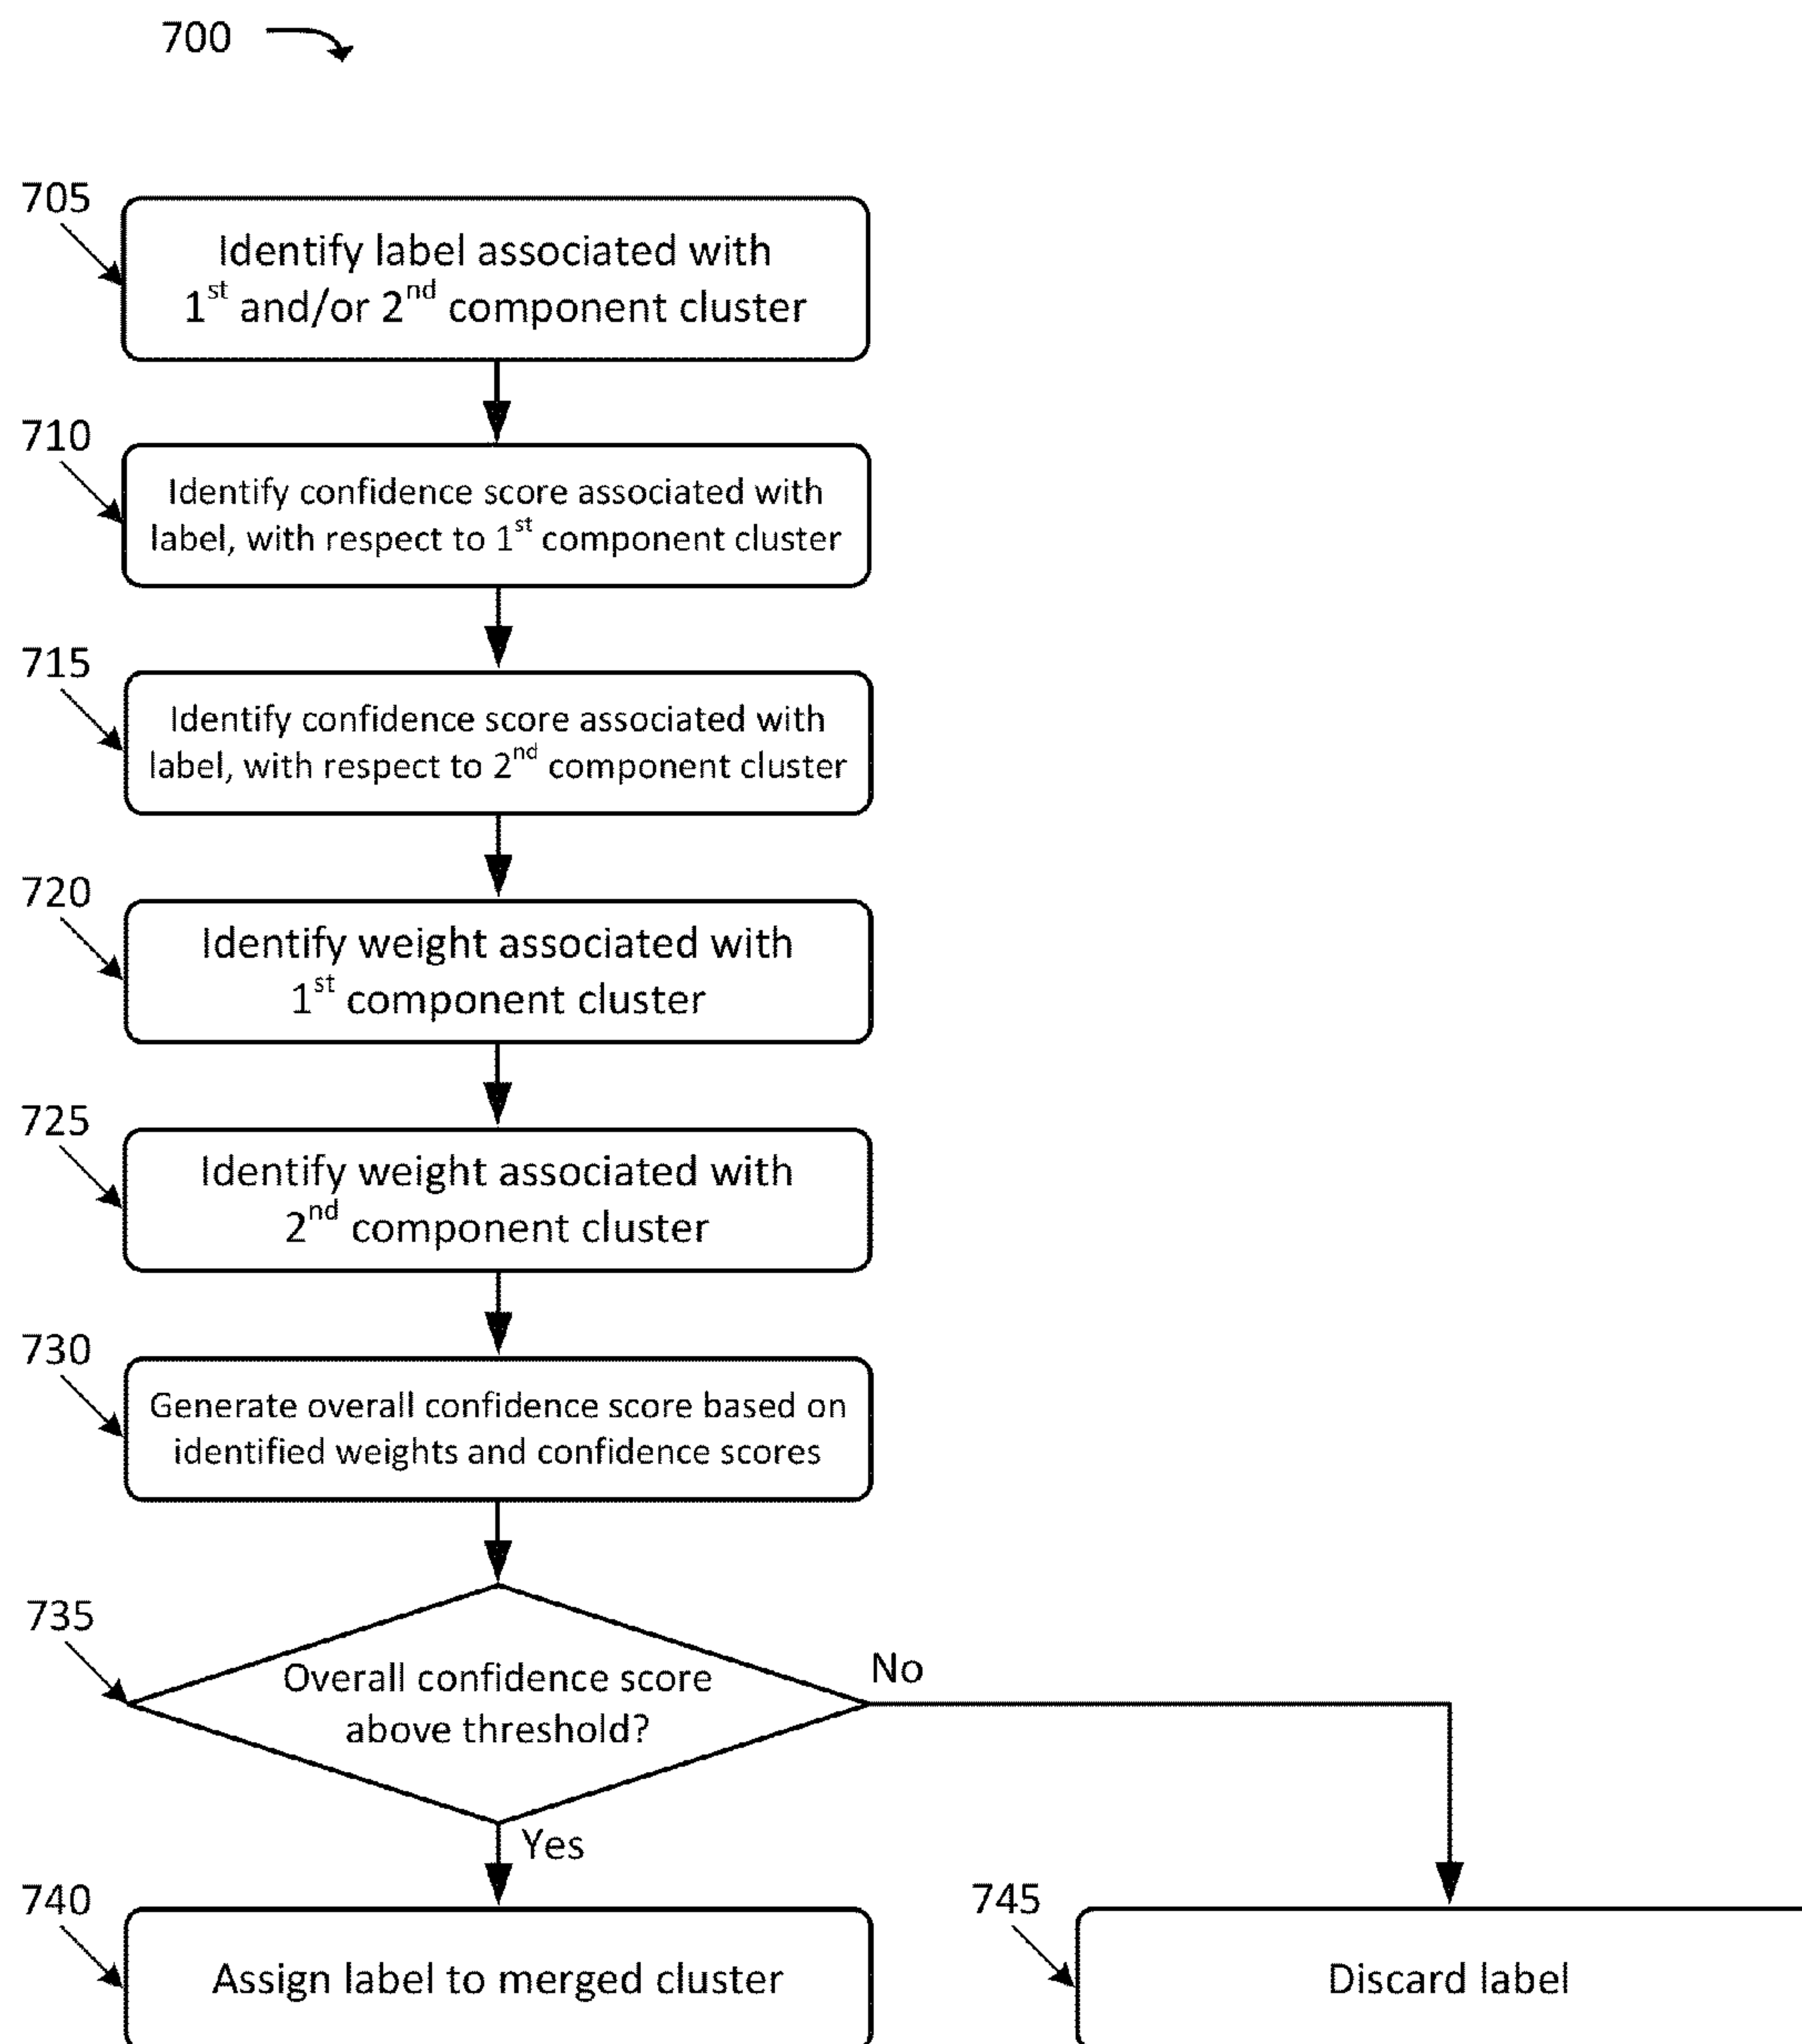 700
705
Identify label associated with
1st and/or 2nd component cluster
710
Identify confidence score associated with
label, with respect to 1st component cluster
715
Identify confidence score associated with
label, with respect to 2nd component cluster
720
Identify weight associated with
1st component cluster
725
Identify weight associated with
2nd component cluster
730
Generate overall confidence score based on
identified weights and confidence scores
735
Overall confidence score
above threshold?
No
Yes
740
Assign label to merged cluster
745
Discard label